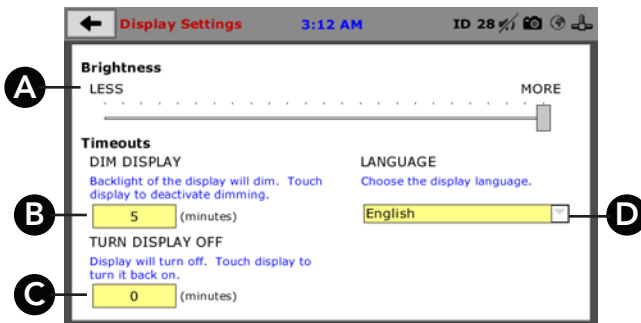 Display Settings 3:12 AM ID 28
Brightness
A
LESS MORE
Timeouts
DIM DISPLAY LANGUAGE
Backlight of the display will dim. Touch Choose the display language.
display to deactivate dimming.
B 5 (minutes) English D
TURN DISPLAY OFF
Display will turn off. Touch display to
turn it back on.
C 0 (minutes)